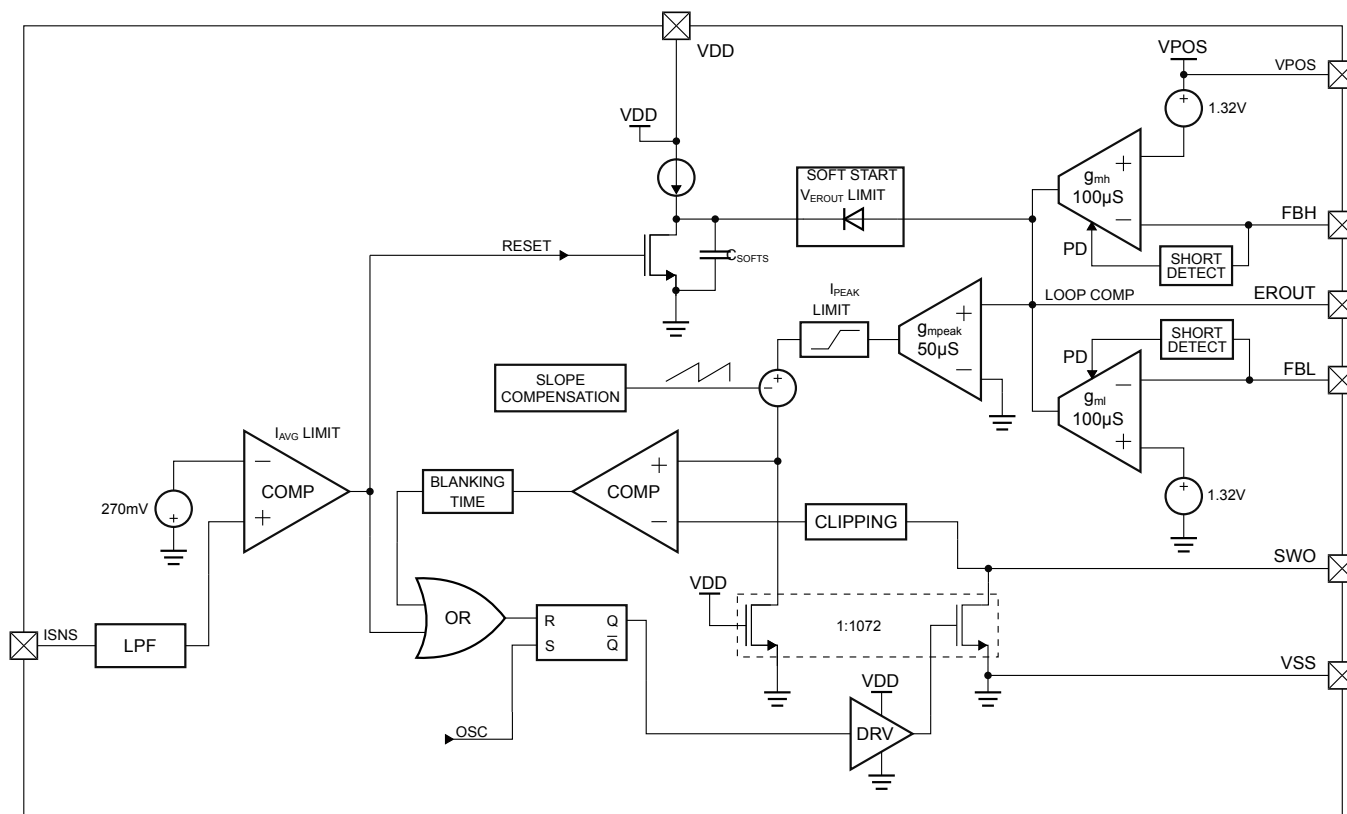 VDD
VPOS
VPOS
+
1.32V
VDD
SOFT START
VEROUT LIMIT
+
gmh
100µS
−
FBH
PD
SHORT
DETECT
RESET
CSOFTS
IPEAK
LIMIT
LOOP COMP
EROUT
+
gmpeak
50µS
−
SHORT
DETECT
PD
−
FBL
gml
100µS
+
SLOPE
COMPENSATION
+
−
IAVG LIMIT
−
COMP
+
270mV
+
BLANKING
TIME
+
COMP
−
CLIPPING
+
1.32V
SWO
VDD
1:1072
OR
R
Q
S
Q̅
ISNS
LPF
VSS
VDD
DRV
OSC